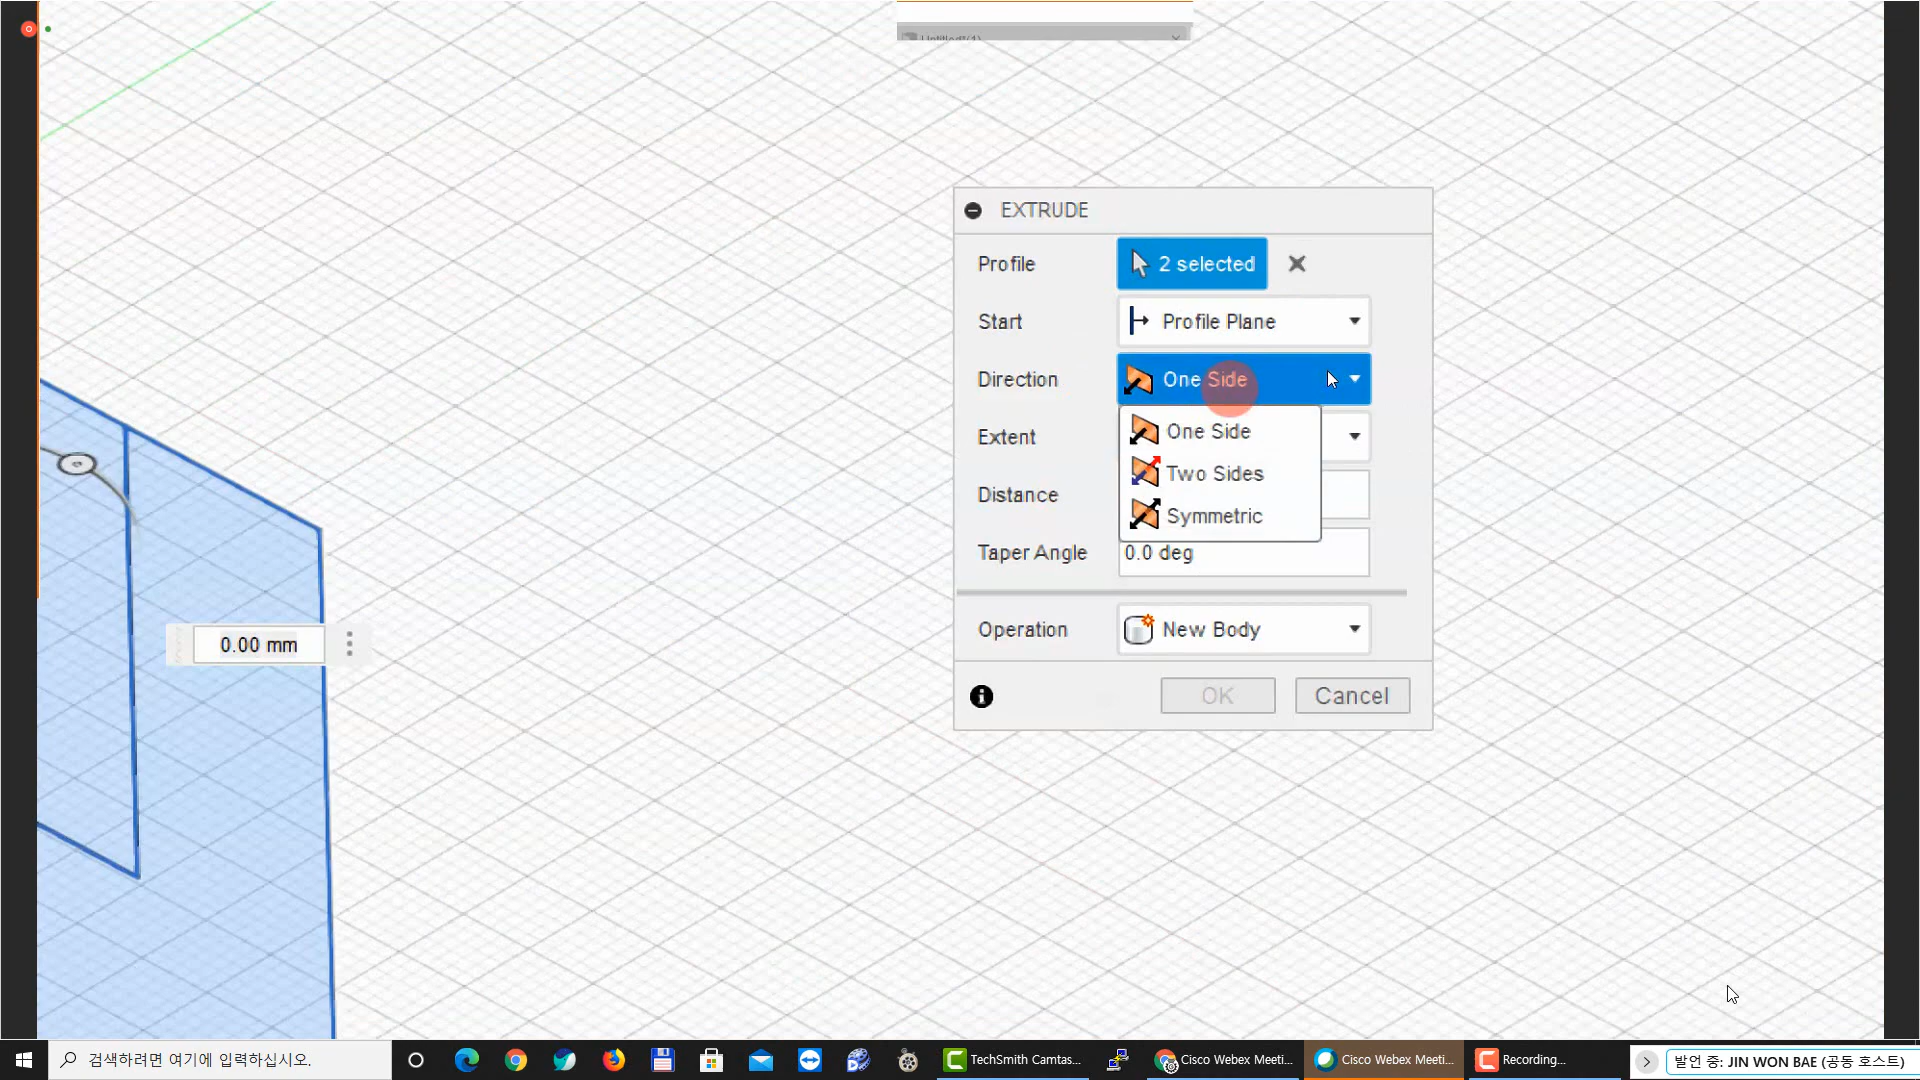 Untitled*(1)
EXTRUDE
Profile 2 selected
Start Profile Plane
Direction One Side
One Side
Extent
Two Sides
Distance
Symmetric
Taper Angle 0.0 deg
0.00 mm
Operation New Body
OK Cancel
검색하려면 여기에 입력하십시오. TechSmith Camtas... Cisco Webex Meeti... Cisco Webex Meeti... Recording... 발언 중: JIN WON BAE (공동 호스트)